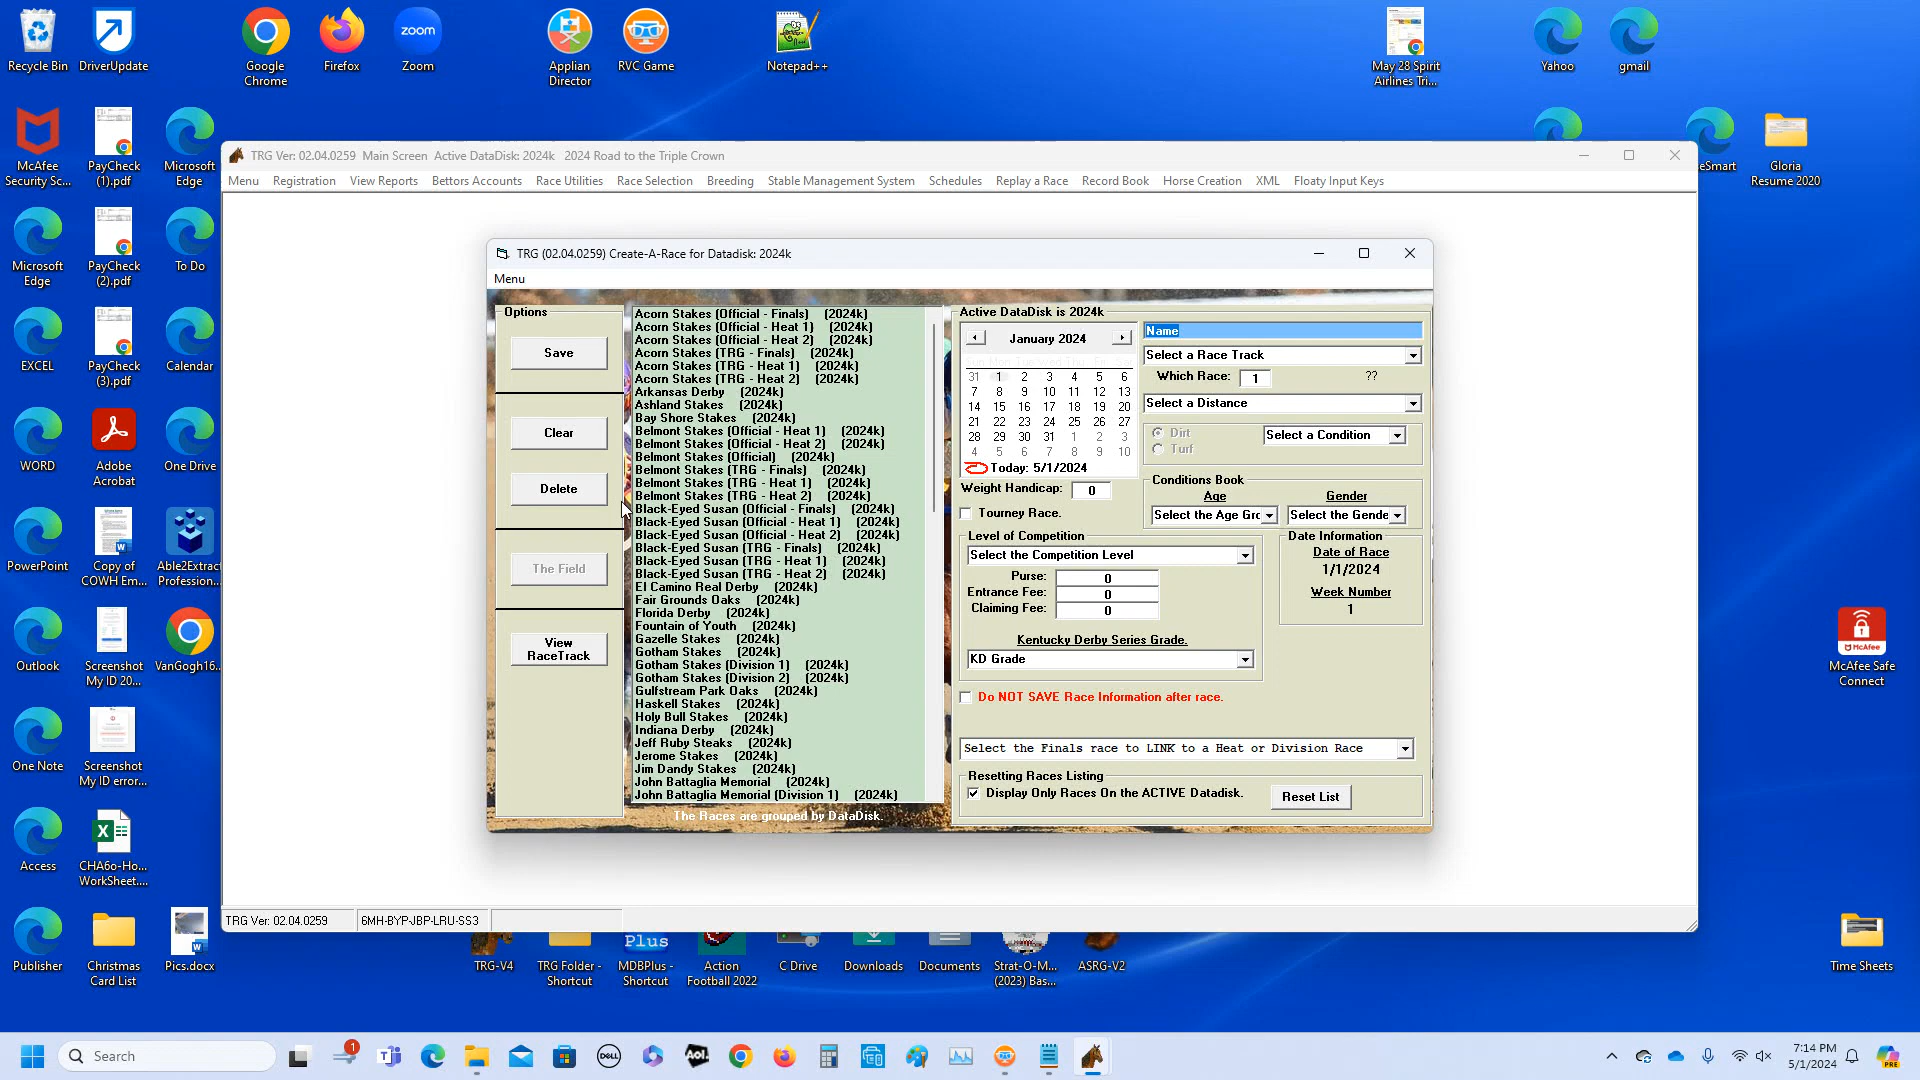 Recycle Bin
DriverUpdate
Google
Chrome
Firefox
zoom
Zoom
Applian
Director
RVC Game
Notepad++
May 28 Spirit
Airlines Tri...
Yahoo
gmail
McAfee
Security Sc...
PayCheck
(1).pdf
Microsoft
Edge
eSmart
Gloria
Resume 2020
Microsoft
Edge
PayCheck
(2).pdf
To Do
EXCEL
PayCheck
(3).pdf
Calendar
WORD
Adobe
Acrobat
One Drive
PowerPoint
Copy of
COWH Em...
Able2Extract
Profession...
Outlook
Screenshot
My ID 20...
VanGogh16...
One Note
Screenshot
My ID error...
Access
CHA6o-Ho...
WorkSheet....
Publisher
Christmas
Card List
Pics.docx
McAfee
McAfee Safe
Connect
Time Sheets
TRG Ver: 02.04.0259 Main Screen Active DataDisk: 2024k 2024 Road to the Triple Crown
Menu Registration View Reports Bettors Accounts Race Utilities Race Selection Breeding Stable Management System Schedules Replay a Race Record Book Horse Creation XML Floaty Input Keys
TRG (02.04.0259) Create-A-Race for Datadisk: 2024k
Menu
Options
Save
Clear
Delete
The Field
View
RaceTrack
Acorn Stakes (Official - Finals) (2024k)
Acorn Stakes (Official - Heat 1) (2024k)
Acorn Stakes (Official - Heat 2) (2024k)
Acorn Stakes (TRG - Finals) (2024k)
Acorn Stakes (TRG - Heat 1) (2024k)
Acorn Stakes (TRG - Heat 2) (2024k)
Arkansas Derby (2024k)
Ashland Stakes (2024k)
Bay Shore Stakes (2024k)
Belmont Stakes (Official - Heat 1) (2024k)
Belmont Stakes (Official - Heat 2) (2024k)
Belmont Stakes (Official) (2024k)
Belmont Stakes (TRG - Finals) (2024k)
Belmont Stakes (TRG - Heat 1) (2024k)
Belmont Stakes (TRG - Heat 2) (2024k)
Black-Eyed Susan (Official - Finals) (2024k)
Black-Eyed Susan (Official - Heat 1) (2024k)
Black-Eyed Susan (Official - Heat 2) (2024k)
Black-Eyed Susan (TRG - Finals) (2024k)
Black-Eyed Susan (TRG - Heat 1) (2024k)
Black-Eyed Susan (TRG - Heat 2) (2024k)
El Camino Real Derby (2024k)
Fair Grounds Oaks (2024k)
Florida Derby (2024k)
Fountain of Youth (2024k)
Gazelle Stakes (2024k)
Gotham Stakes (2024k)
Gotham Stakes (Division 1) (2024k)
Gotham Stakes (Division 2) (2024k)
Gulfstream Park Oaks (2024k)
Haskell Stakes (2024k)
Holy Bull Stakes (2024k)
Indiana Derby (2024k)
Jeff Ruby Steaks (2024k)
Jerome Stakes (2024k)
Jim Dandy Stakes (2024k)
John Battaglia Memorial (2024k)
John Battaglia Memorial (Division 1) (2024k)
The Races are grouped by DataDisk.
Active DataDisk is 2024k
January 2024
Sun Mon Tue Wed Thu Fri Sat
31 1 2 3 4 5 6
7 8 9 10 11 12 13
14 15 16 17 18 19 20
21 22 23 24 25 26 27
28 29 30 31 1 2 3
4 5 6 7 8 9 10
Today: 5/1/2024
Weight Handicap: 0
Tourney Race.
Name
Select a Race Track
Which Race: 1 ??
Select a Distance
Dirt
Turf
Select a Condition
Conditions Book
Age Gender
Select the Age Grc Select the Gende
Level of Competition
Select the Competition Level
Purse: 0
Entrance Fee: 0
Claiming Fee: 0
Kentucky Derby Series Grade.
KD Grade
Date Information
Date of Race
1/1/2024
Week Number
1
Do NOT SAVE Race Information after race.
Select the Finals race to LINK to a Heat or Division Race
Resetting Races Listing
Display Only Races On the ACTIVE Datadisk.
Reset List
TRG Ver: 02.04.0259 6MH-BYP-JBP-LRU-SS3
TRG-V4
TRG Folder -
Shortcut
Plus
MDBPlus -
Shortcut
Action
Football 2022
C Drive
Downloads
Documents
Strat-O-M...
(2023) Bas...
ASRG-V2
Search
1
DELL
Aol.
7:14 PM
5/1/2024
PRE